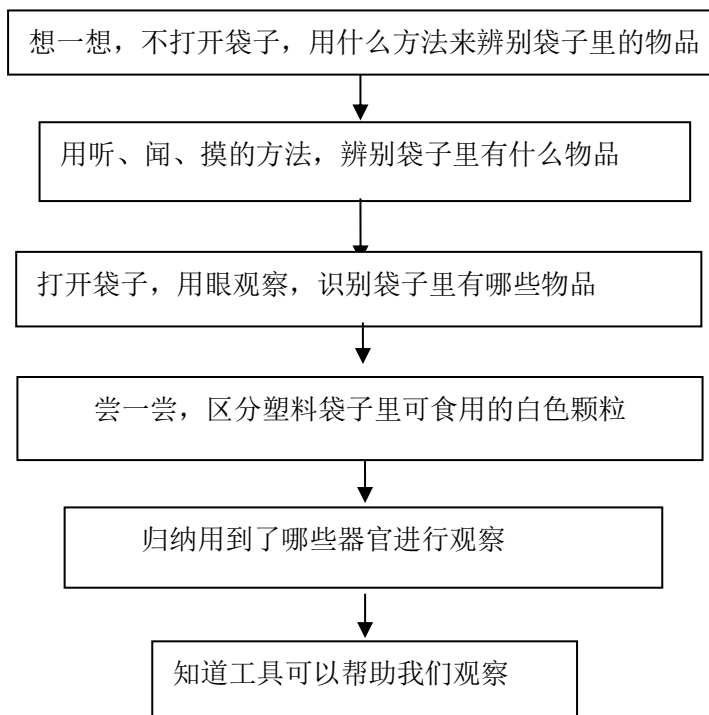 想一想，不打开袋子，用什么方法来辨别袋子里的物品
用听、闻、摸的方法，辨别袋子里有什么物品
打开袋子，用眼观察，识别袋子里有哪些物品
尝一尝，区分塑料袋子里可食用的白色颗粒
归纳用到了哪些器官进行观察
知道工具可以帮助我们观察